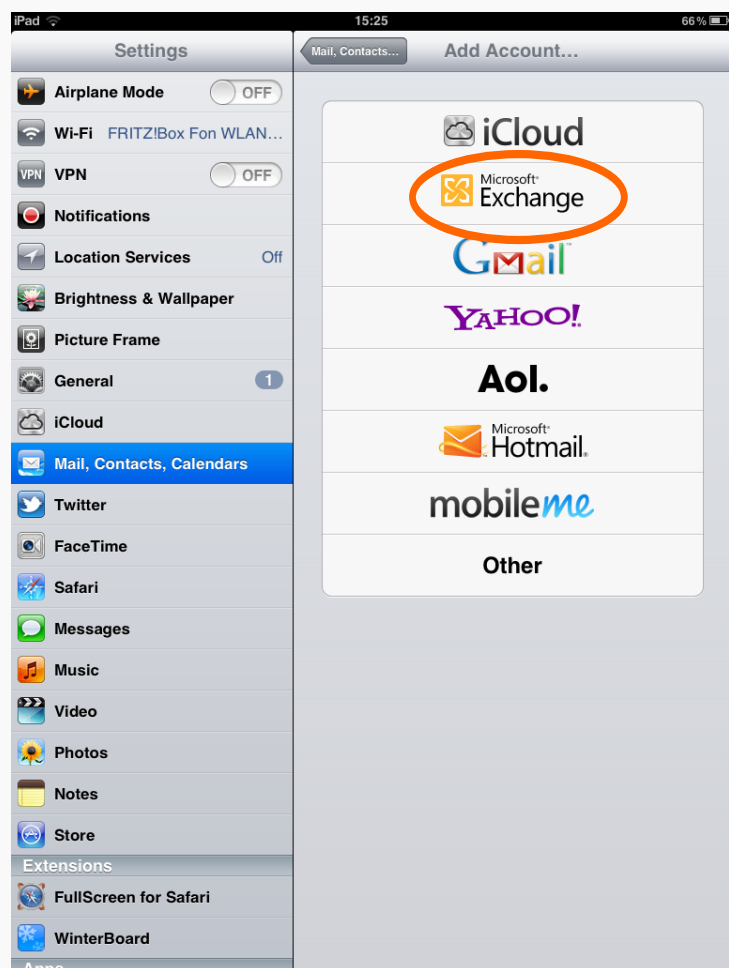 iPad 15:25 66%
Settings
Mail, Contacts... Add Account...
Airplane Mode OFF
Wi-Fi FRITZ!Box Fon WLAN...
VPN VPN OFF
Notifications
Location Services Off
Brightness & Wallpaper
Picture Frame
General 1
iCloud
Mail, Contacts, Calendars
Twitter
FaceTime
Safari
Messages
Music
Video
Photos
Notes
Store
Extensions
FullScreen for Safari
WinterBoard
Apps
iCloud
Microsoft®
Exchange
Gmail™
YAHOO!®
Aol.
Microsoft®
Hotmail®
mobileme
Other